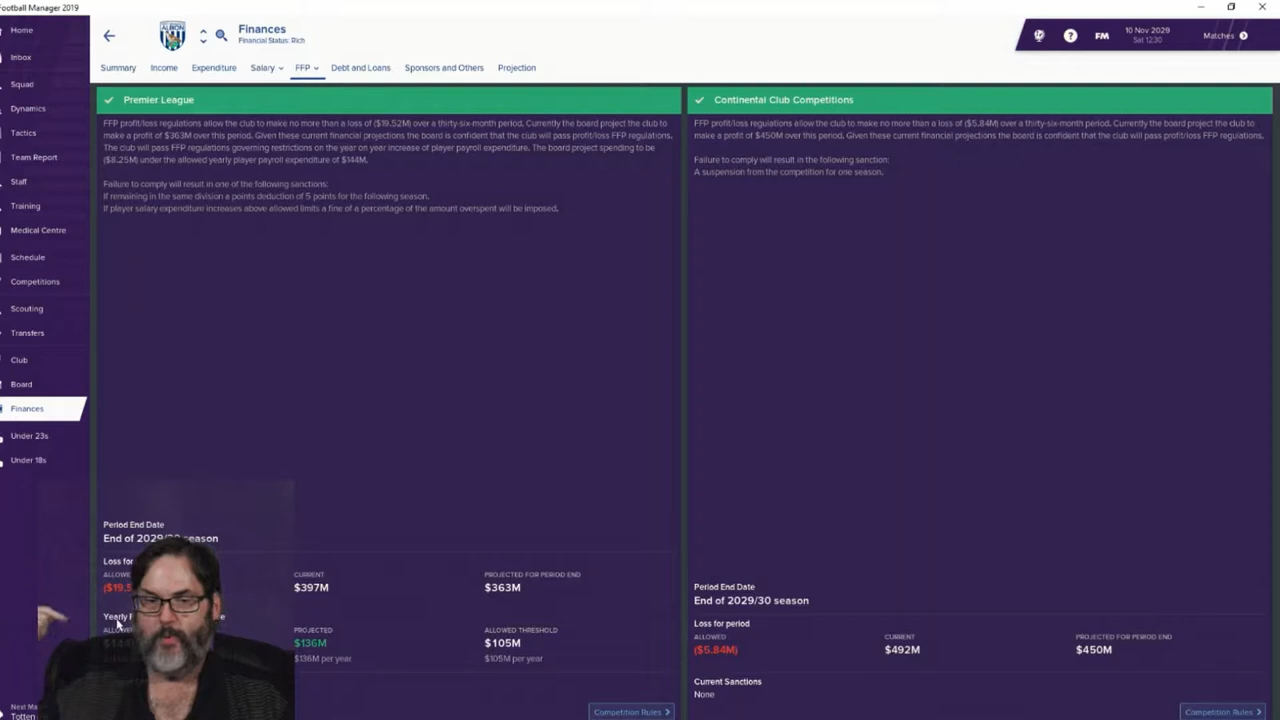 Football Manager 2019
Home
Inbox
Squad
Dynamics
Tactics
Team Report
Staff
Training
Medical Centre
Schedule
Competitions
Scouting
Transfers
Club
Board
Finances
Under 23s
Under 18s
Next Ma
Totten
ALBION
Finances
Financial Status: Rich
FM
10 Nov 2029
Sat 12:30
Matches
Summary
Income
Expenditure
Salary
FFP
Debt and Loans
Sponsors and Others
Projection
Premier League
FFP profit/loss regulations allow the club to make no more than a loss of ($19.52M) over a thirty-six-month period. Currently the board project the club to
make a profit of $363M over this period. Given these current financial projections the board is confident that the club will pass profit/loss FFP regulations.
The club will pass FFP regulations governing restrictions on the year on year increase of player payroll expenditure. The board project spending to be
($8.25M) under the allowed yearly player payroll expenditure of $144M.
Failure to comply will result in one of the following sanctions:
If remaining in the same division a points deduction of 5 points for the following season.
If player salary expenditure increases above allowed limits a fine of a percentage of the amount overspent will be imposed.
Period End Date
End of 2029/30 season
Loss for
ALLOWE
CURRENT
PROJECTED FOR PERIOD END
($19.5
$397M
$363M
Yearly
ALLOWE
PROJECTED
ALLOWED THRESHOLD
$136M
$105M
$136M per year
$105M per year
Competition Rules
Continental Club Competitions
FFP profit/loss regulations allow the club to make no more than a loss of ($5.84M) over a thirty-six-month period. Currently the board project the club to
make a profit of $450M over this period. Given these current financial projections the board is confident that the club will pass profit/loss FFP regulations.
Failure to comply will result in the following sanction:
A suspension from the competition for one season.
Period End Date
End of 2029/30 season
Loss for period
ALLOWED
CURRENT
PROJECTED FOR PERIOD END
($5.84M)
$492M
$450M
Current Sanctions
None
Competition Rules